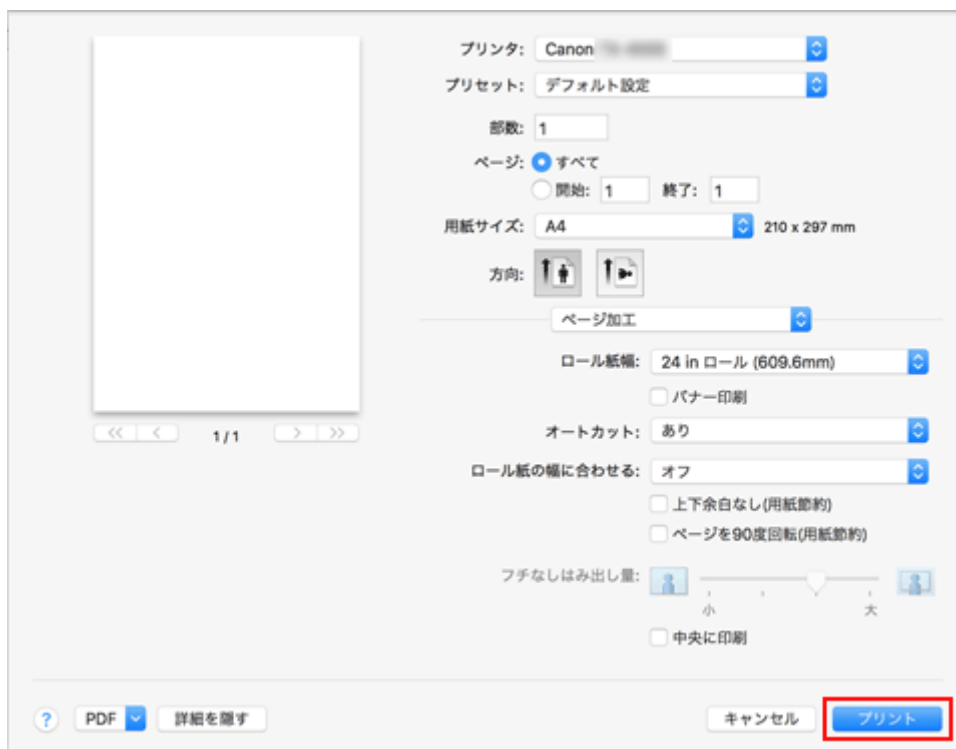 プリンタ: Canon
プリセット: デフォルト設定
部数: 1
ページ: すべて
開始: 1 終了: 1
用紙サイズ: A4 210 x 297 mm
方向:
ページ加工
ロール紙幅: 24 in ロール (609.6mm)
バナー印刷
<< < 1 / 1 > >>
オートカット: あり
ロール紙の幅に合わせる: オフ
上下余白なし(用紙節約)
ページを90度回転(用紙節約)
フチなしはみ出し量:
小 大
中央に印刷
? PDF 詳細を隠す キャンセル プリント